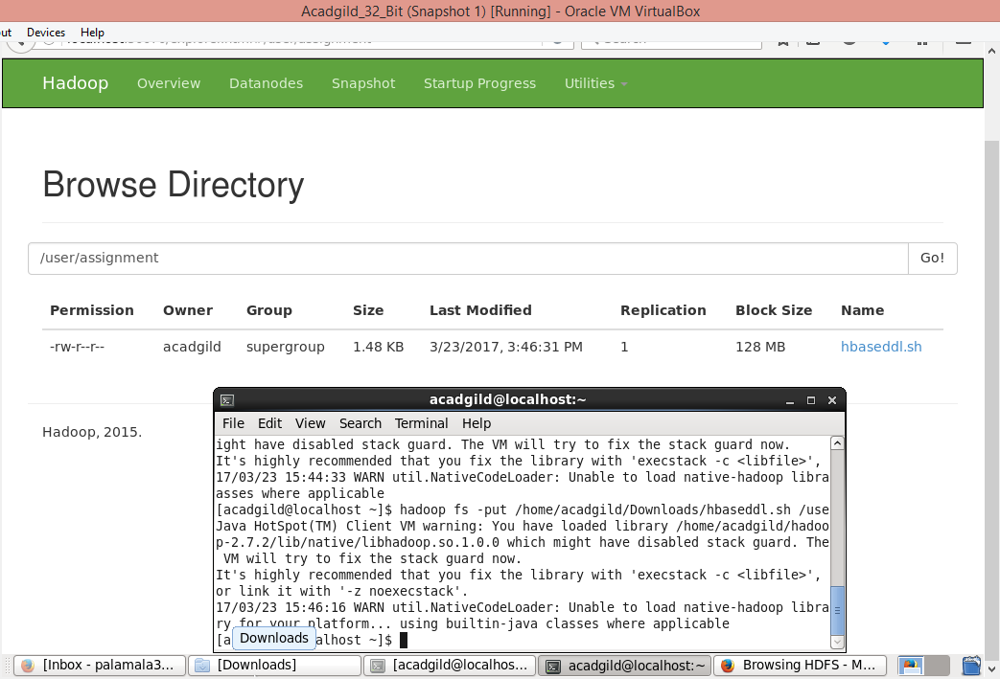 Acadgild_32_Bit (Snapshot 1) [Running] - Oracle VM VirtualBox
ut Devices Help
Hadoop Overview Datanodes Snapshot Startup Progress Utilities
Browse Directory
/user/assignment Go!
Permission Owner Group Size Last Modified Replication Block Size Name
-rw-r--r-- acadgild supergroup 1.48 KB 3/23/2017, 3:46:31 PM 1 128 MB hbaseddl.sh
Hadoop, 2015.
acadgild@localhost:~
File Edit View Search Terminal Help
ight have disabled stack guard. The VM will try to fix the stack guard now.
It's highly recommended that you fix the library with 'execstack -c <libfile>',
17/03/23 15:44:33 WARN util.NativeCodeLoader: Unable to load native-hadoop libra
asses where applicable
[acadgild@localhost ~]$ hadoop fs -put /home/acadgild/Downloads/hbaseddl.sh /use
Java HotSpot(TM) Client VM warning: You have loaded library /home/acadgild/hadoo
p-2.7.2/lib/native/libhadoop.so.1.0.0 which might have disabled stack guard. The
VM will try to fix the stack guard now.
It's highly recommended that you fix the library with 'execstack -c <libfile>',
or link it with '-z noexecstack'.
17/03/23 15:46:16 WARN util.NativeCodeLoader: Unable to load native-hadoop libra
ry for your platform... using builtin-java classes where applicable
[a alhost ~]$
Downloads
[Inbox - palamala3... [Downloads] [acadgild@localhos... acadgild@localhost:~ Browsing HDFS - M...